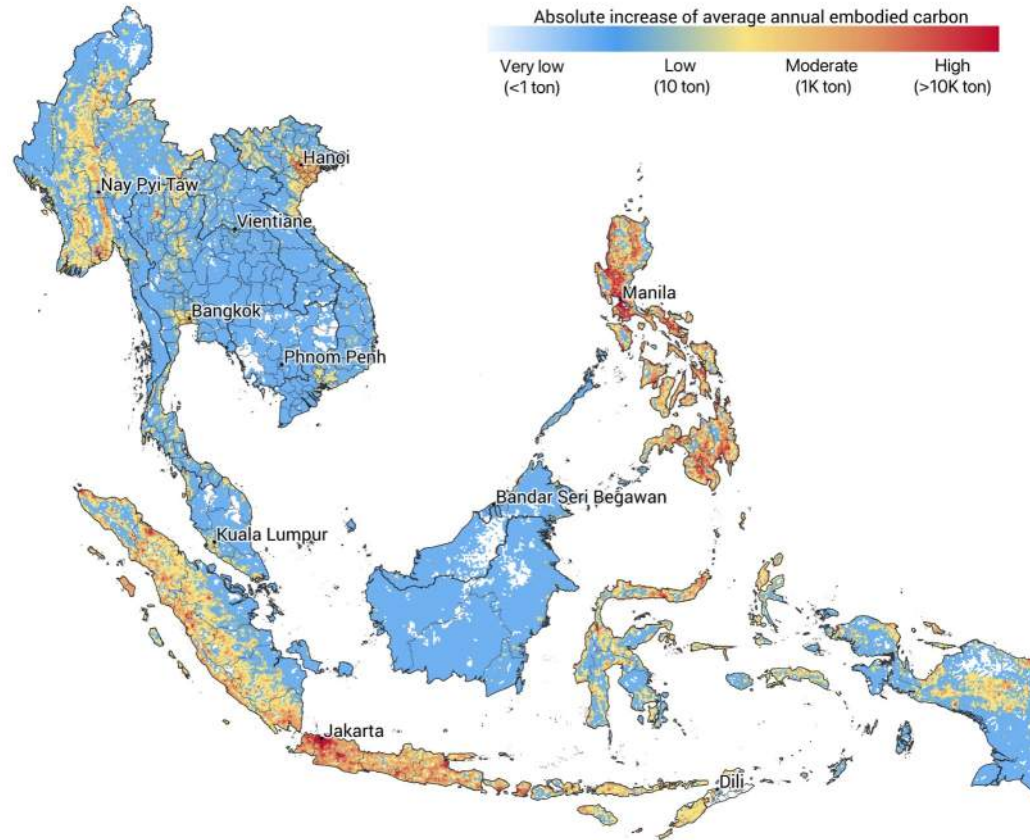 Absolute increase of average annual embodied carbon
Very low Low Moderate High
(<1 ton) (10 ton) (1K ton) (>10K ton)
Hanoi
Nay Pyi Taw
Vientiane
Manila
Bangkok
Phnom Penh
Bandar Seri Begawan
Kuala Lumpur
Jakarta
Dili